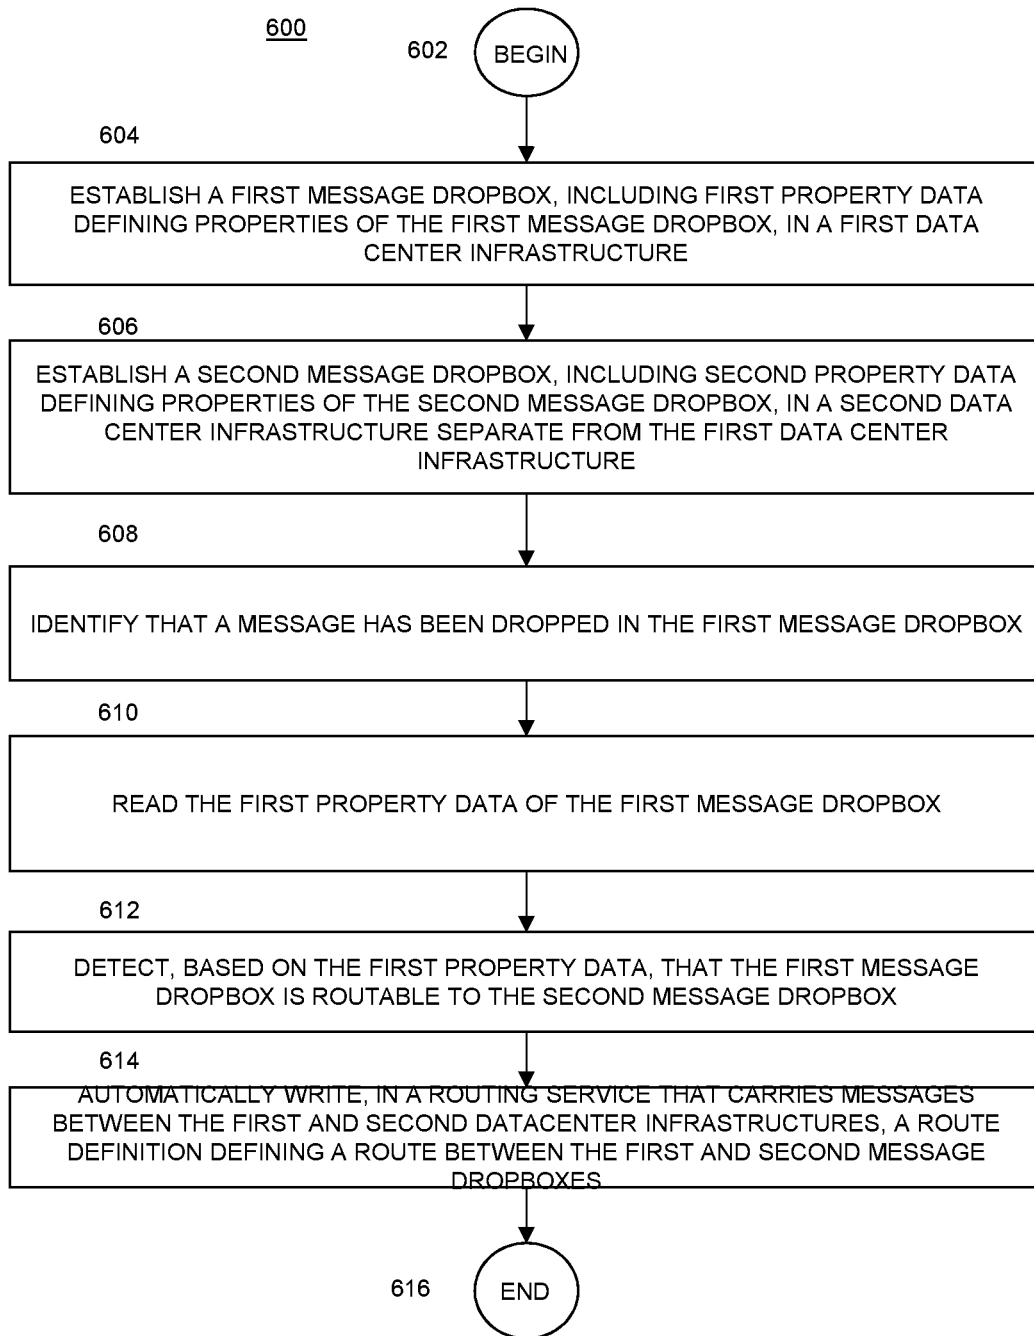 600
602
BEGIN
604
ESTABLISH A FIRST MESSAGE DROPBOX, INCLUDING FIRST PROPERTY DATA
DEFINING PROPERTIES OF THE FIRST MESSAGE DROPBOX, IN A FIRST DATA
CENTER INFRASTRUCTURE
606
ESTABLISH A SECOND MESSAGE DROPBOX, INCLUDING SECOND PROPERTY DATA
DEFINING PROPERTIES OF THE SECOND MESSAGE DROPBOX, IN A SECOND DATA
CENTER INFRASTRUCTURE SEPARATE FROM THE FIRST DATA CENTER
INFRASTRUCTURE
608
IDENTIFY THAT A MESSAGE HAS BEEN DROPPED IN THE FIRST MESSAGE DROPBOX
610
READ THE FIRST PROPERTY DATA OF THE FIRST MESSAGE DROPBOX
612
DETECT, BASED ON THE FIRST PROPERTY DATA, THAT THE FIRST MESSAGE
DROPBOX IS ROUTABLE TO THE SECOND MESSAGE DROPBOX
614
AUTOMATICALLY WRITE, IN A ROUTING SERVICE THAT CARRIES MESSAGES
BETWEEN THE FIRST AND SECOND DATACENTER INFRASTRUCTURES, A ROUTE
DEFINITION DEFINING A ROUTE BETWEEN THE FIRST AND SECOND MESSAGE
DROPBOXES
616
END